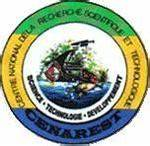 CENTRE NATIONAL DE LA RECHERCHE SCIENTIFIQUE ET TECHNOLOGIQUE
SCIENCE - TECHNOLOGIE - DEVELOPPEMENT
CENAREST